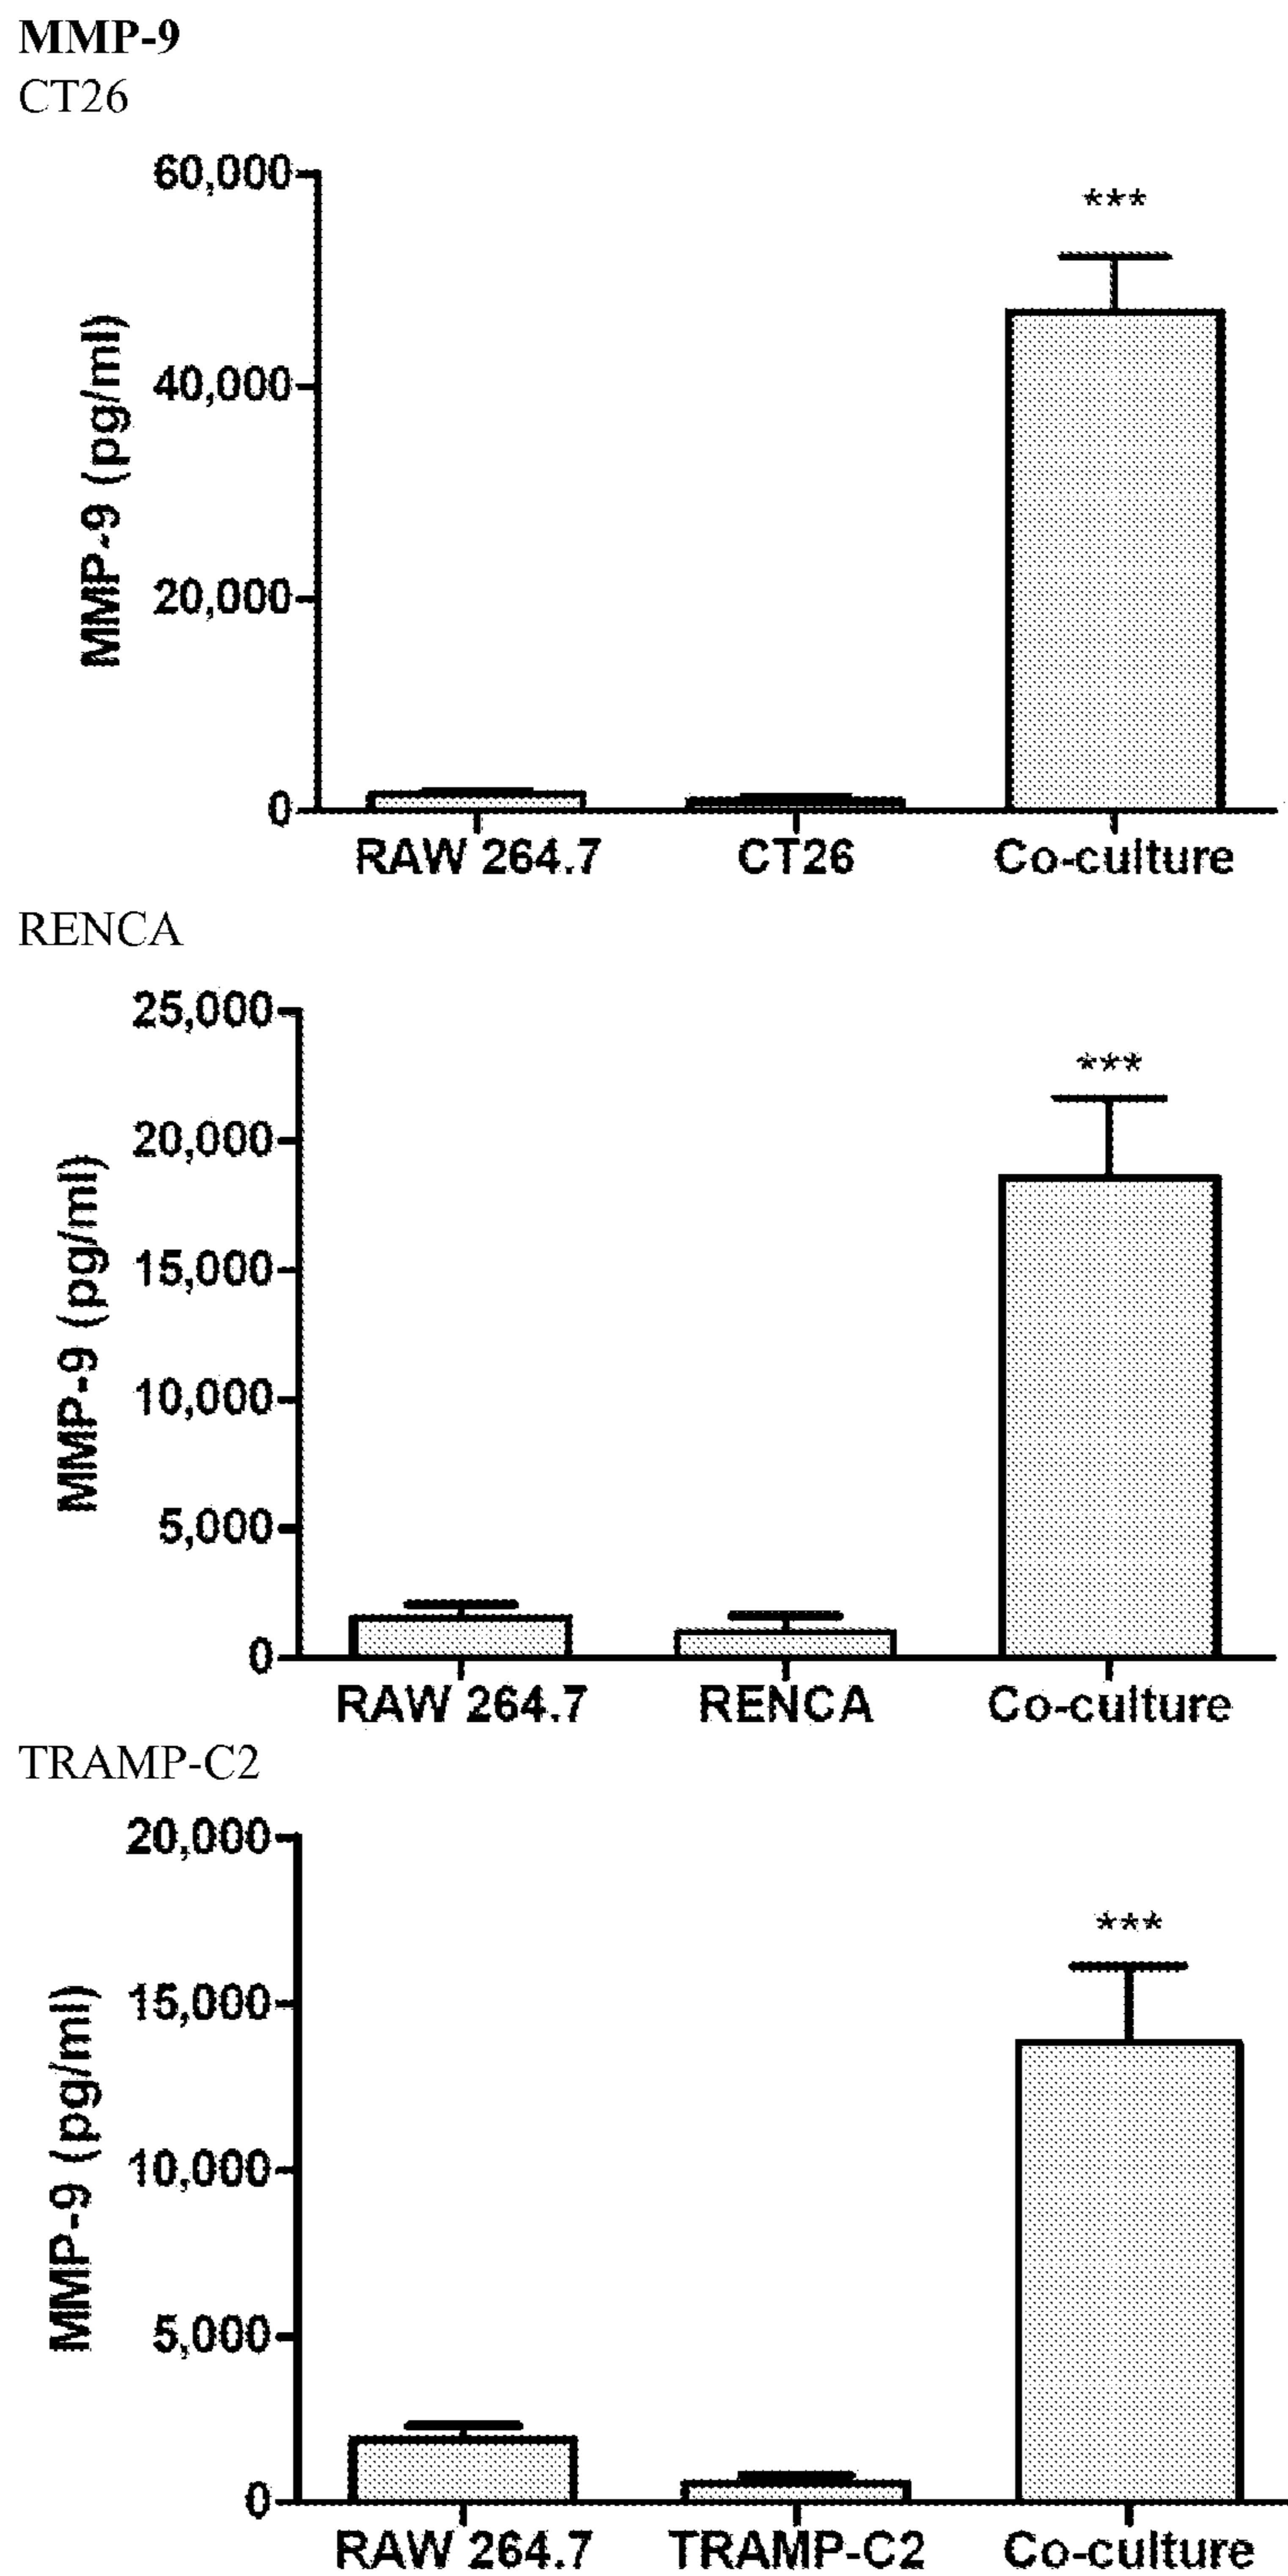 MMP-9
CT26
MMP-9 (pg/ml)
60,000
***
40,000
20,000
0
RAW 264.7 CT26 Co-culture
RENCA
MMP-9 (pg/ml)
25,000
***
20,000
15,000
10,000
5,000
0
RAW 264.7 RENCA Co-culture
TRAMP-C2
MMP-9 (pg/ml)
20,000
***
15,000
10,000
5,000
0
RAW 264.7 TRAMP-C2 Co-culture